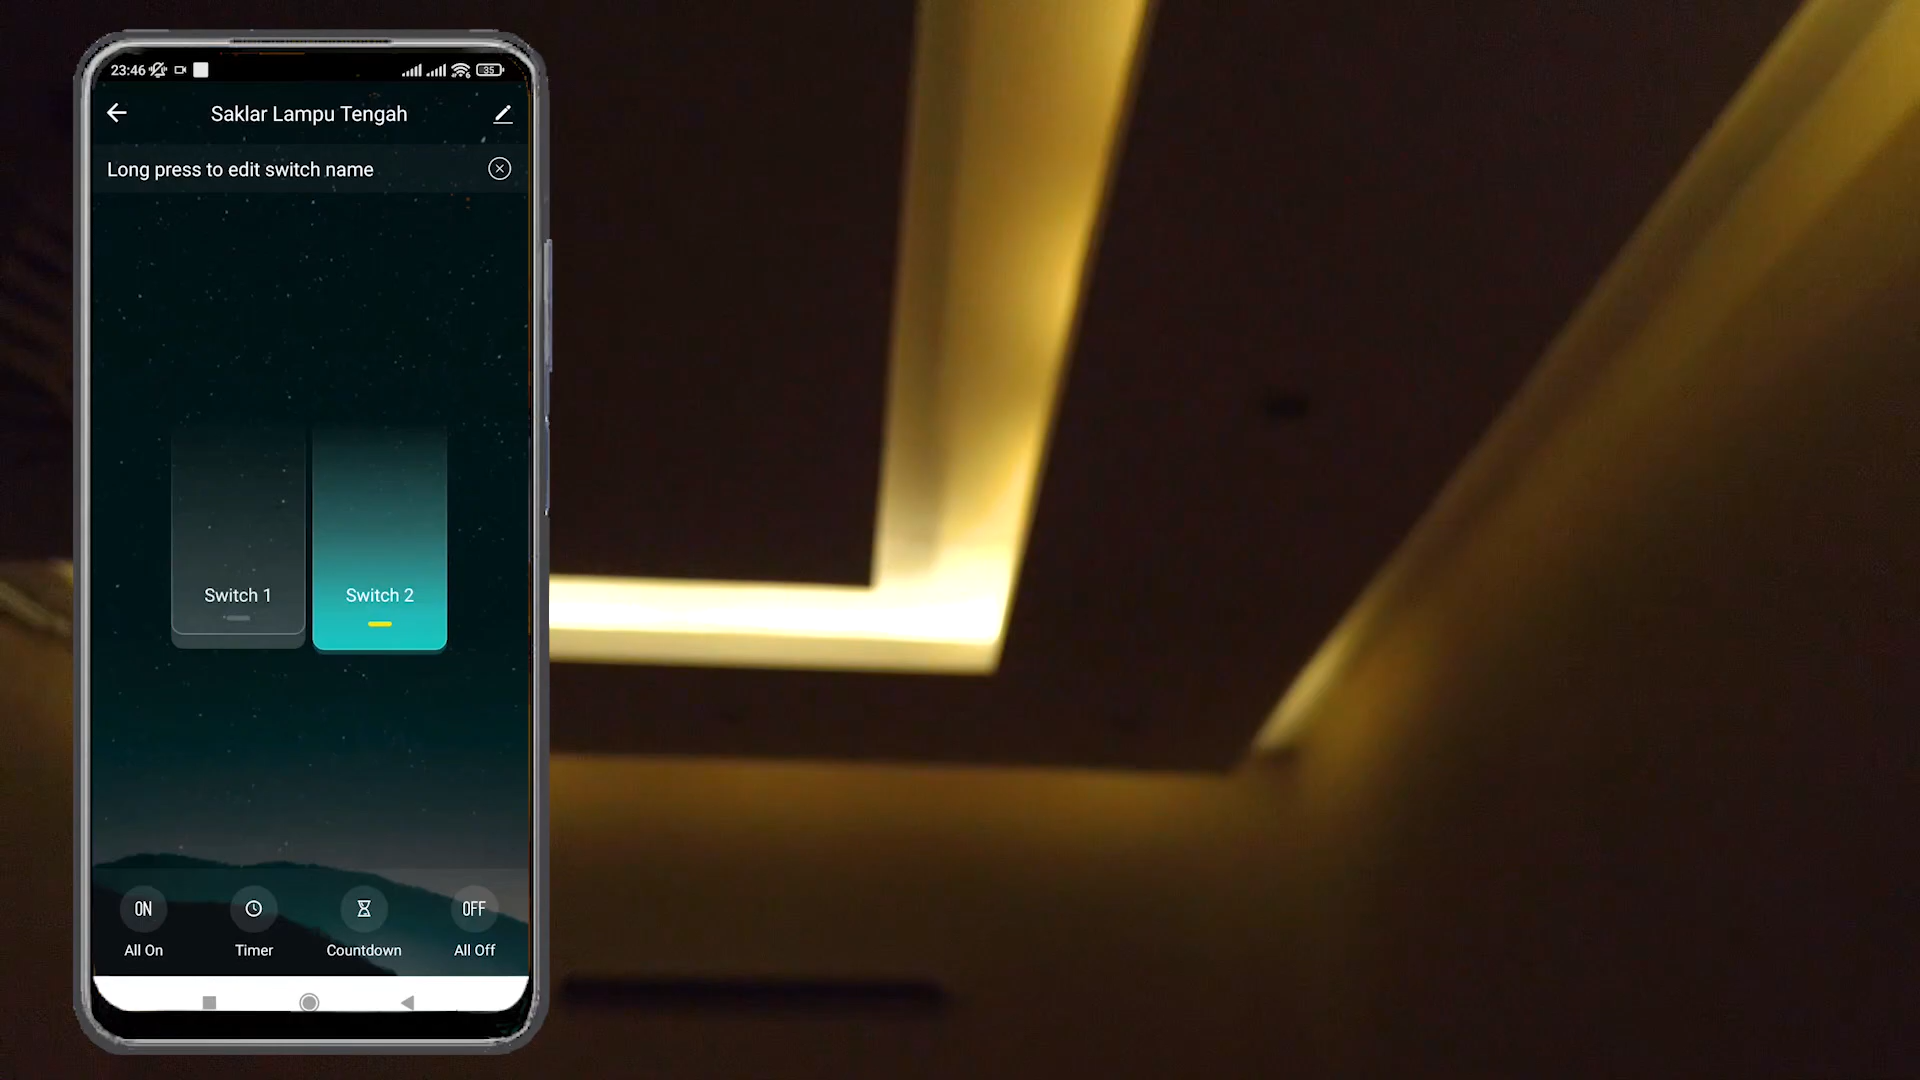 23:46 35
Saklar Lampu Tengah
Long press to edit switch name
Switch 1 Switch 2
ON OFF
All On Timer Countdown All Off